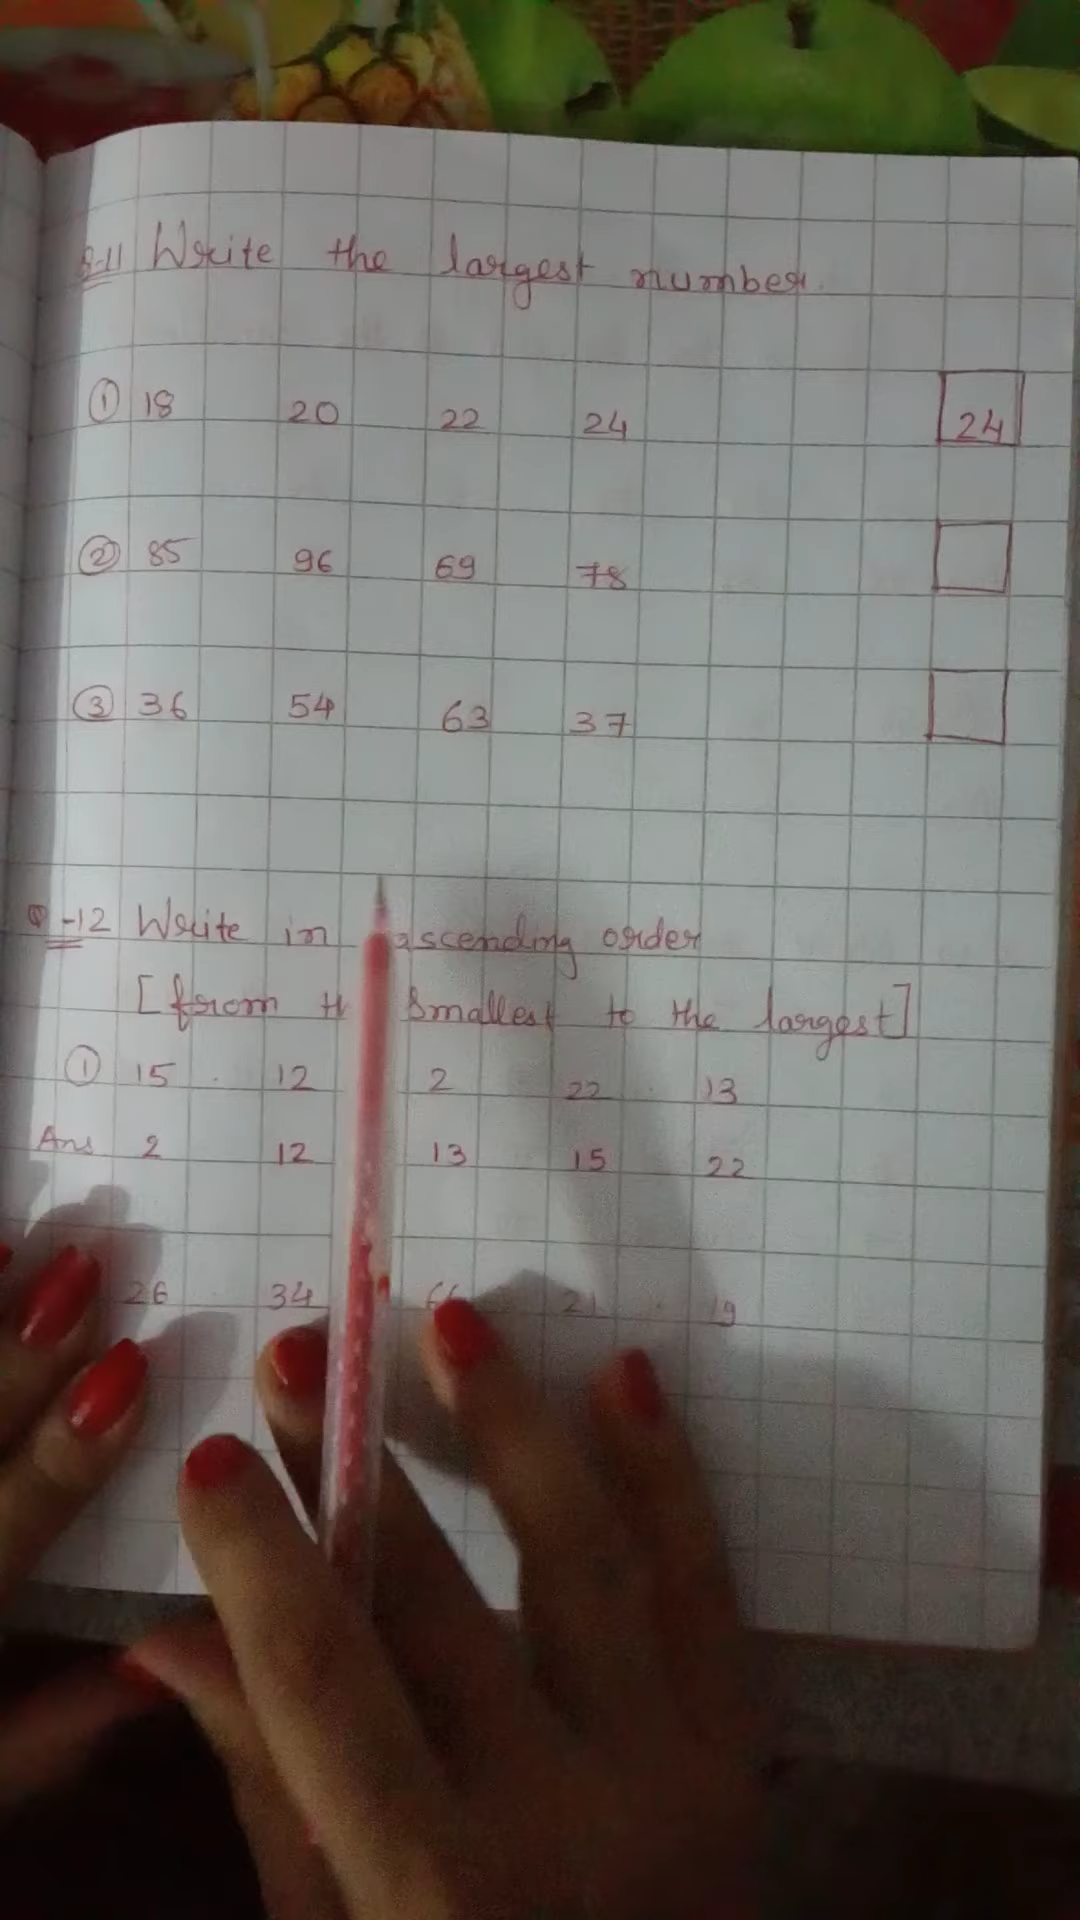 Q-11 Write the largest number.
① 18 20 22 24 24
② 85 96 69 78
③ 36 54 63 37
Q-12 Write in ascending order
[from the smallest to the largest]
① 15 12 2 22 13
Ans 2 12 13 15 22
26 34 21 19